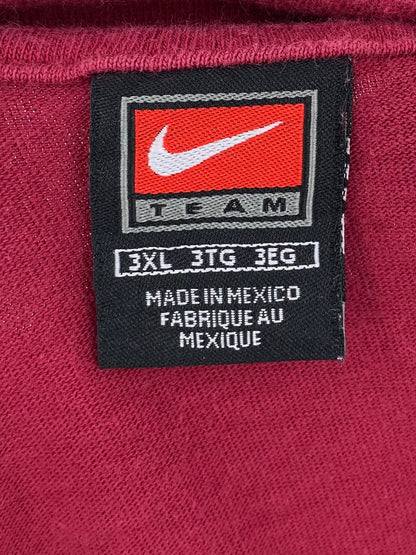 TEAM
3XL 3TG 3EG
MADE IN MEXICO
FABRIQUE AU
MEXIQUE